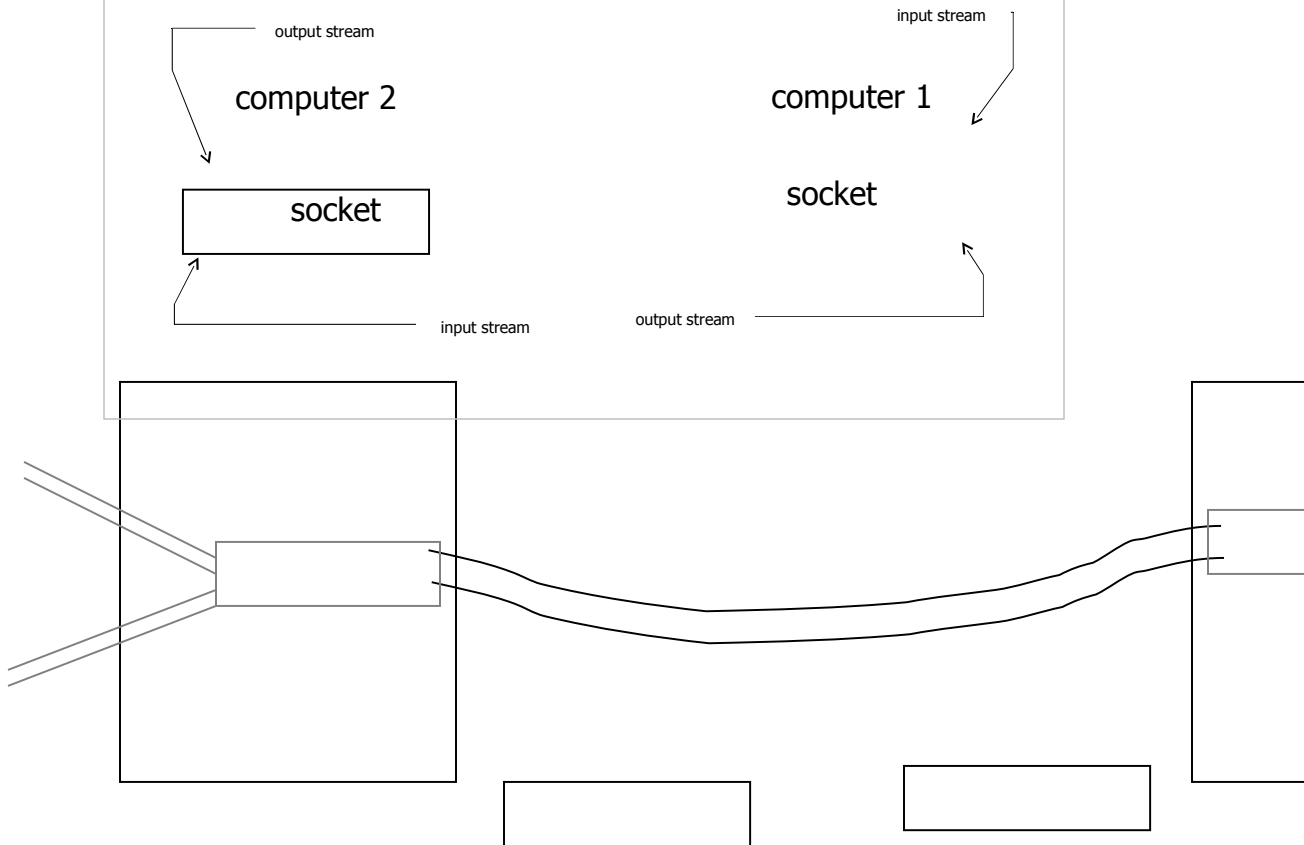 output stream
input stream
computer 2
computer 1
socket
socket
input stream
output stream